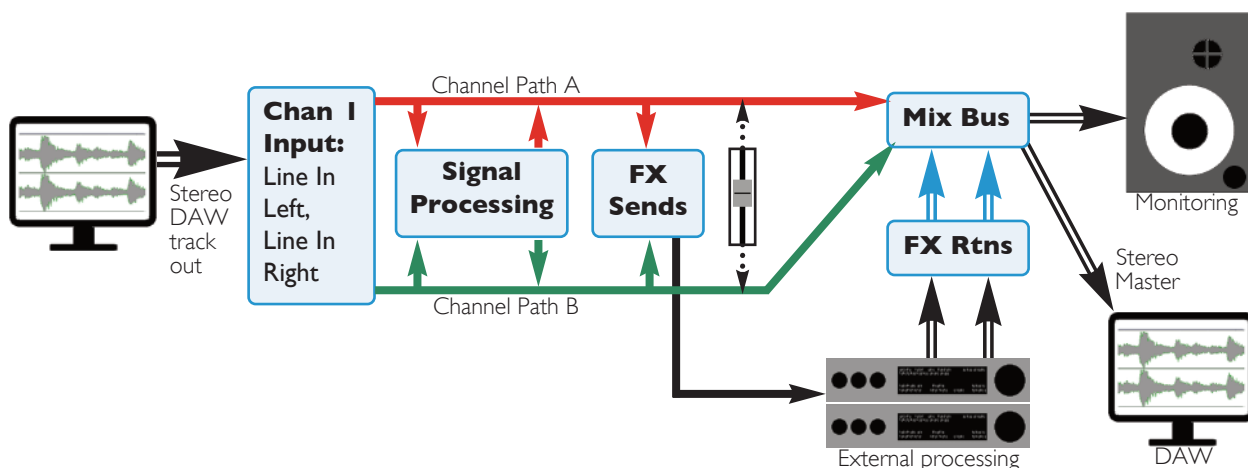 Stereo
DAW
track
out
Chan 1
Input:
Line In
Left,
Line In
Right
Channel Path A
Signal
Processing
FX
Sends
Channel Path B
Mix Bus
FX Rtns
External processing
Monitoring
Stereo
Master
DAW